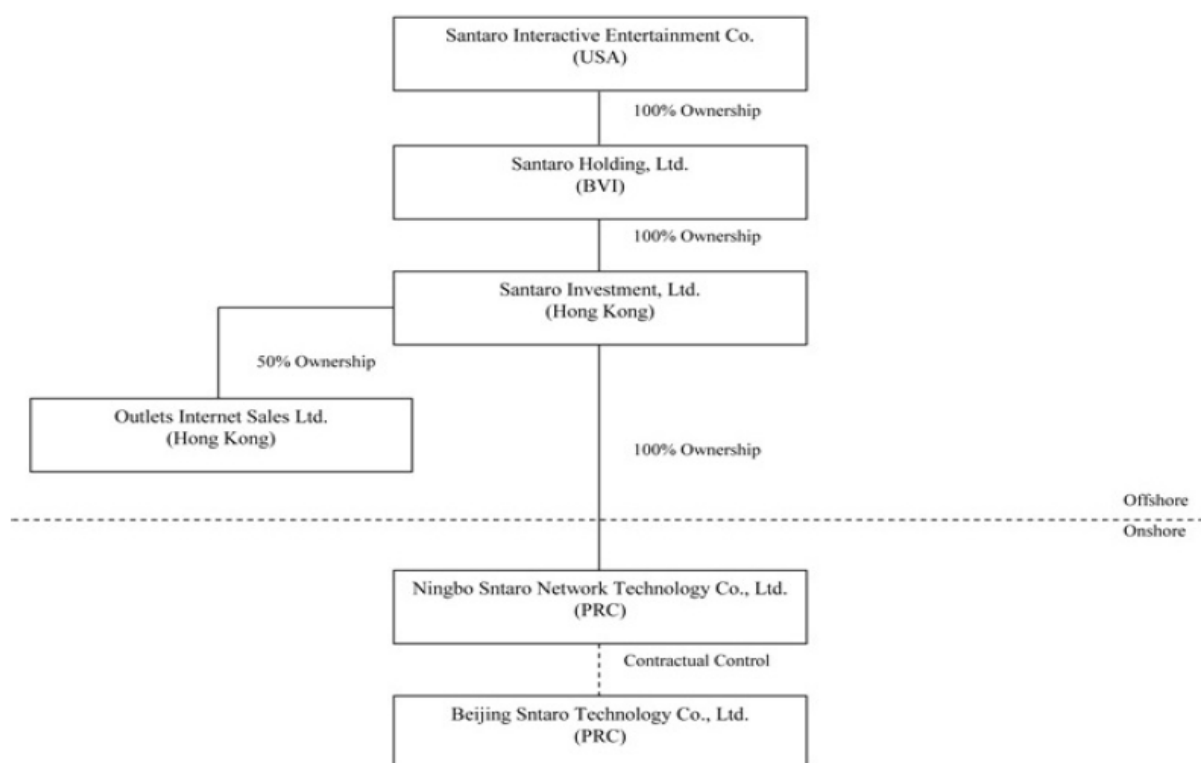 Santaro Interactive Entertainment Co.
(USA)
100% Ownership
Santaro Holding, Ltd.
(BVI)
100% Ownership
Santaro Investment, Ltd.
(Hong Kong)
50% Ownership
Outlets Internet Sales Ltd.
(Hong Kong)
100% Ownership
Offshore
Onshore
Ningbo Sntaro Network Technology Co., Ltd.
(PRC)
Contractual Control
Beijing Sntaro Technology Co., Ltd.
(PRC)